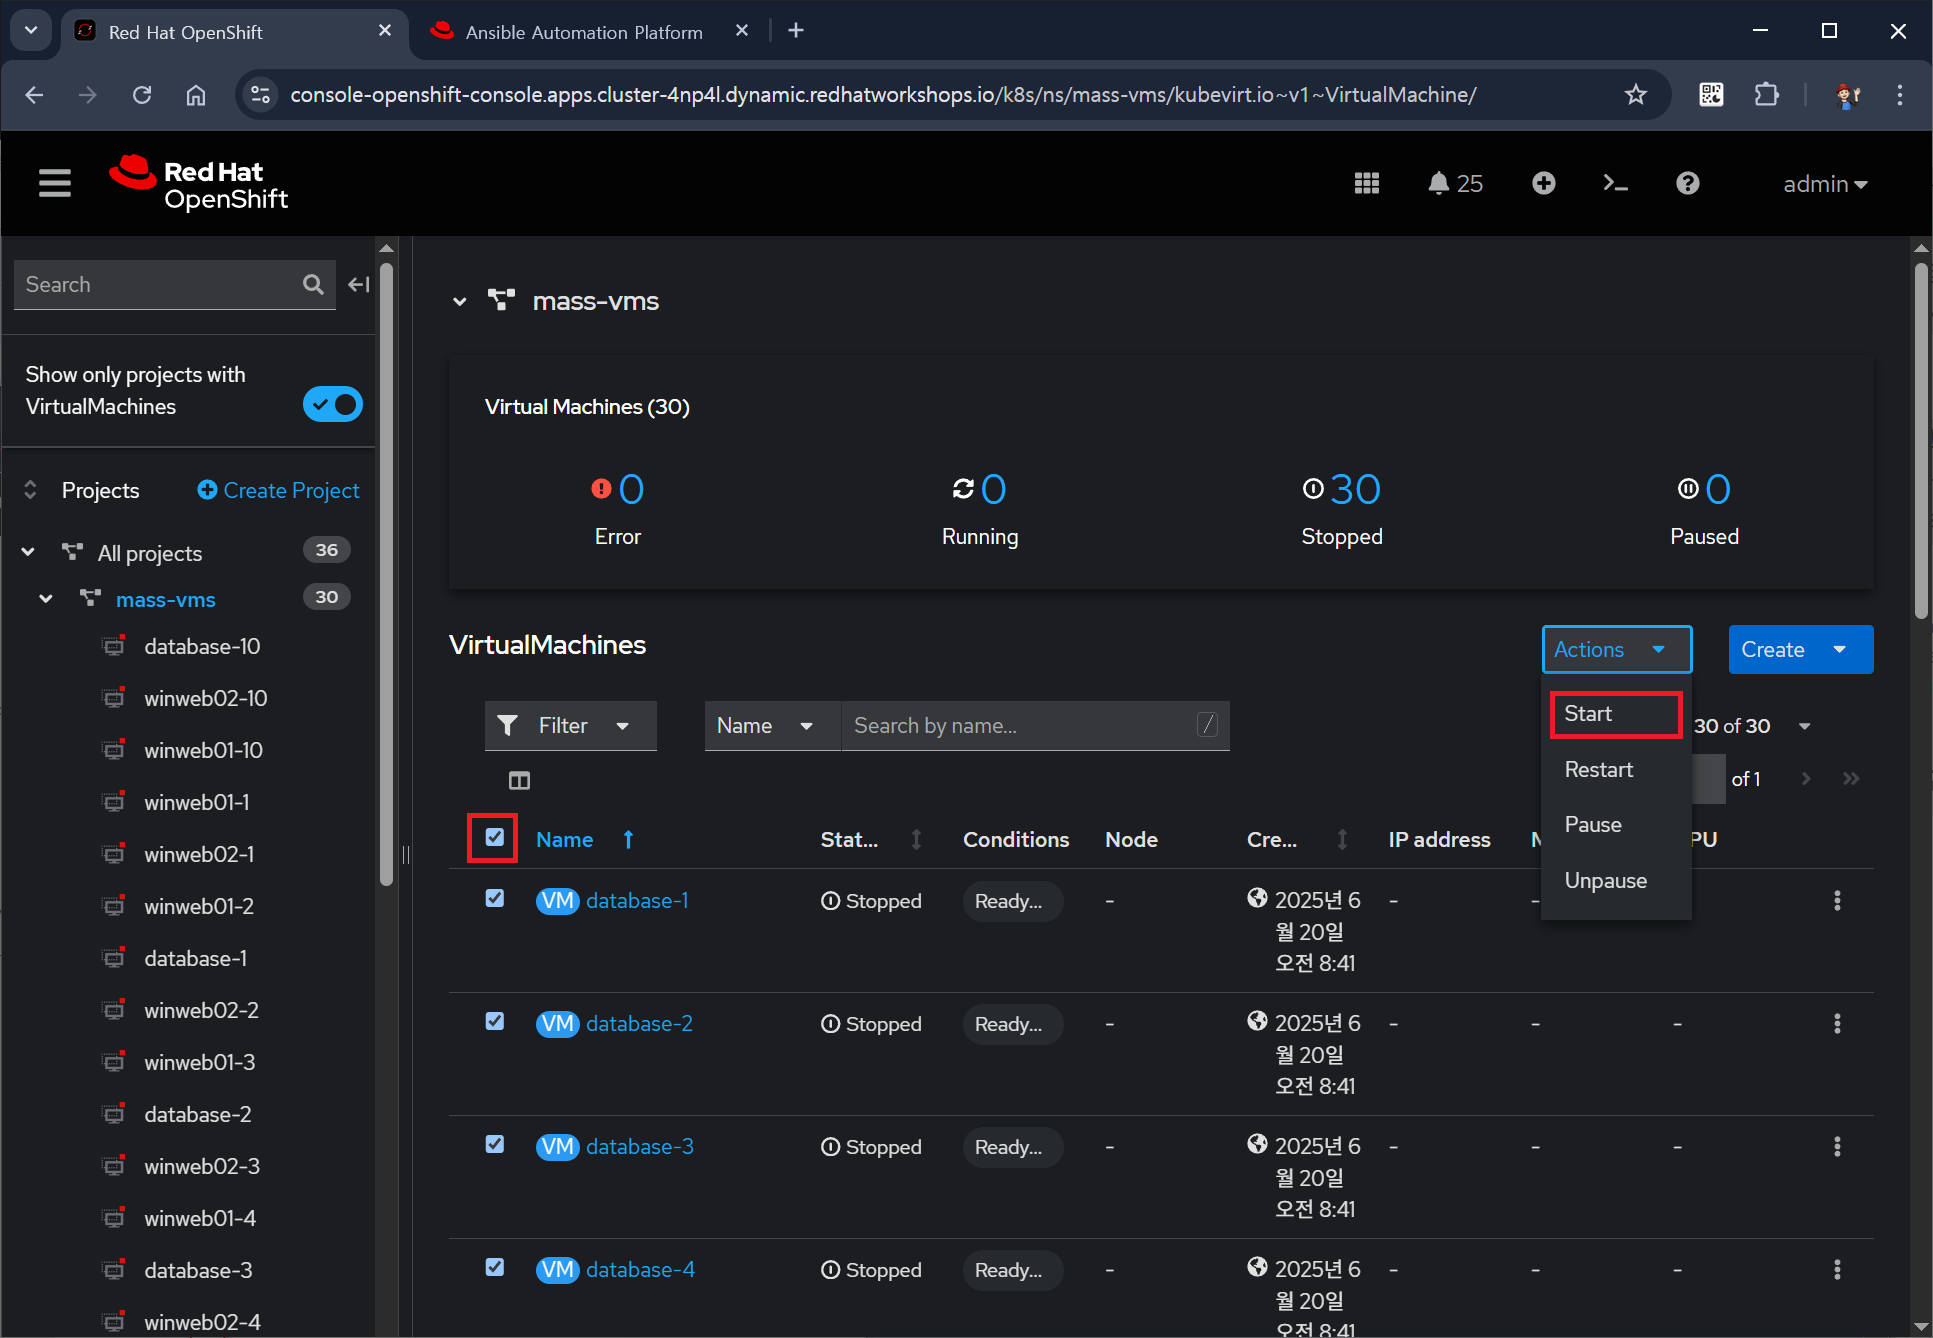 Red Hat OpenShift
Ansible Automation Platform
console-openshift-console.apps.cluster-4np4l.dynamic.redhatworkshops.io/k8s/ns/mass-vms/kubevirt.io~v1~VirtualMachine/
Red Hat
OpenShift
25
admin
Search
Show only projects with
VirtualMachines
Projects
Create Project
All projects
36
mass-vms
30
database-10
winweb02-10
winweb01-10
winweb01-1
winweb02-1
winweb01-2
database-1
winweb02-2
winweb01-3
database-2
winweb02-3
winweb01-4
database-3
winweb02-4
mass-vms
Virtual Machines (30)
0
Error
0
Running
30
Stopped
0
Paused
VirtualMachines
Actions
Create
Start
Restart
Pause
Unpause
Filter
Name
Search by name...
/
30 of 30
of 1
Name
Stat...
Conditions
Node
Cre...
IP address
PU
VM database-1
Stopped
Ready...
-
2025년 6
월 20일
오전 8:41
-
-
VM database-2
Stopped
Ready...
-
2025년 6
월 20일
오전 8:41
-
-
-
VM database-3
Stopped
Ready...
-
2025년 6
월 20일
오전 8:41
-
-
-
VM database-4
Stopped
Ready...
-
2025년 6
월 20일
오전 8:41
-
-
-